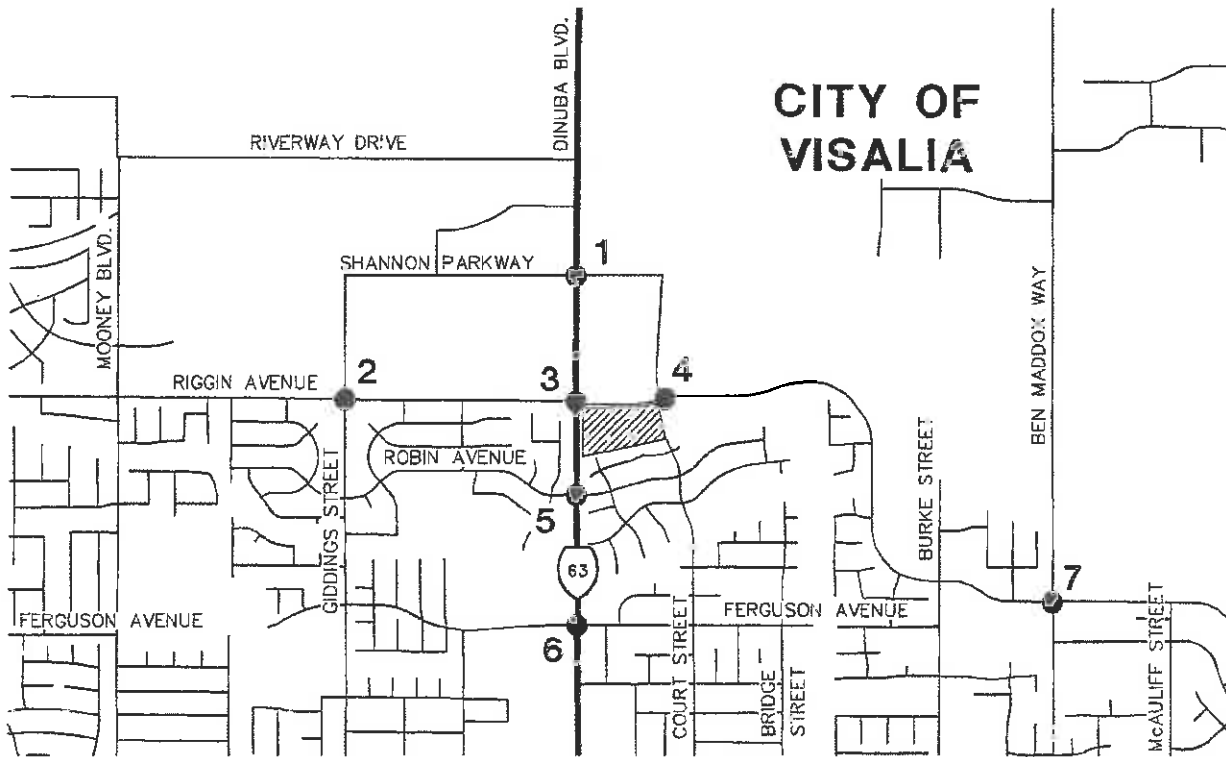 DINUBA BLVD.
CITY OF
VISALIA
RIVERWAY DRIVE
MOONEY BLVD.
SHANNON PARKWAY
1
BEN MADDOX WAY
RIGGIN AVENUE
2
3
4
ROBIN AVENUE
GIDDINGS STREET
5
BURKE STREET
63
7
FERGUSON AVENUE
FERGUSON AVENUE
6
COURT STREET
BRIDGE
STREET
McAULIFF STREET